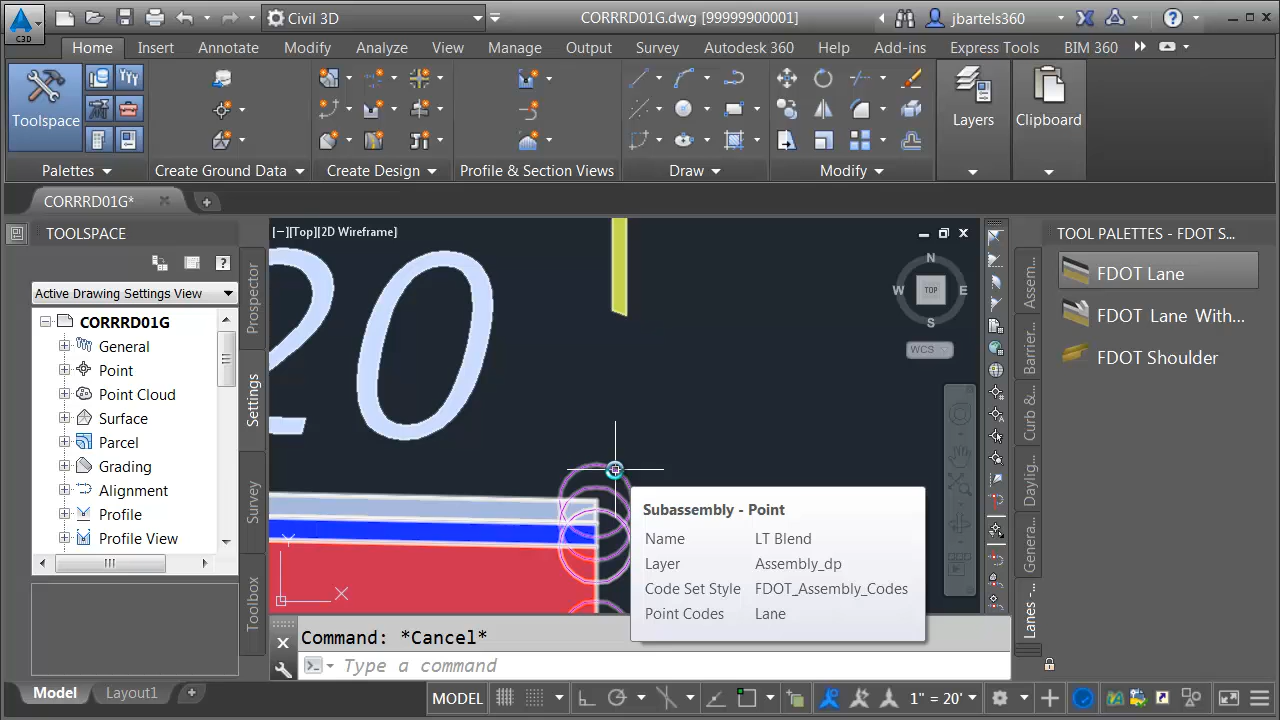 C3D
Civil 3D
CORRRD01G.dwg [99999900001]
jbartels360
Home Insert Annotate Modify Analyze View Manage Output Survey Autodesk 360 Help Add-ins Express Tools BIM 360
Toolspace
Layers
Clipboard
Palettes
Create Ground Data
Create Design
Profile & Section Views
Draw
Modify
CORRRD01G*
TOOLSPACE
Active Drawing Settings View
CORRRD01G
General
Point
Point Cloud
Surface
Parcel
Grading
Alignment
Profile
Profile View
Prospector
Settings
Survey
Toolbox
[−][Top][2D Wireframe]
20
N
W
TOP
E
S
WCS
Subassembly - Point
Name LT Blend
Layer Assembly_dp
Code Set Style FDOT_Assembly_Codes
Point Codes Lane
X
Command: *Cancel*
Type a command
TOOL PALETTES - FDOT S...
FDOT Lane
FDOT Lane With...
FDOT Shoulder
Assem...
Barrier...
Curb &...
Daylig...
Genera...
Lanes -...
Model
Layout1
MODEL
1" = 20'